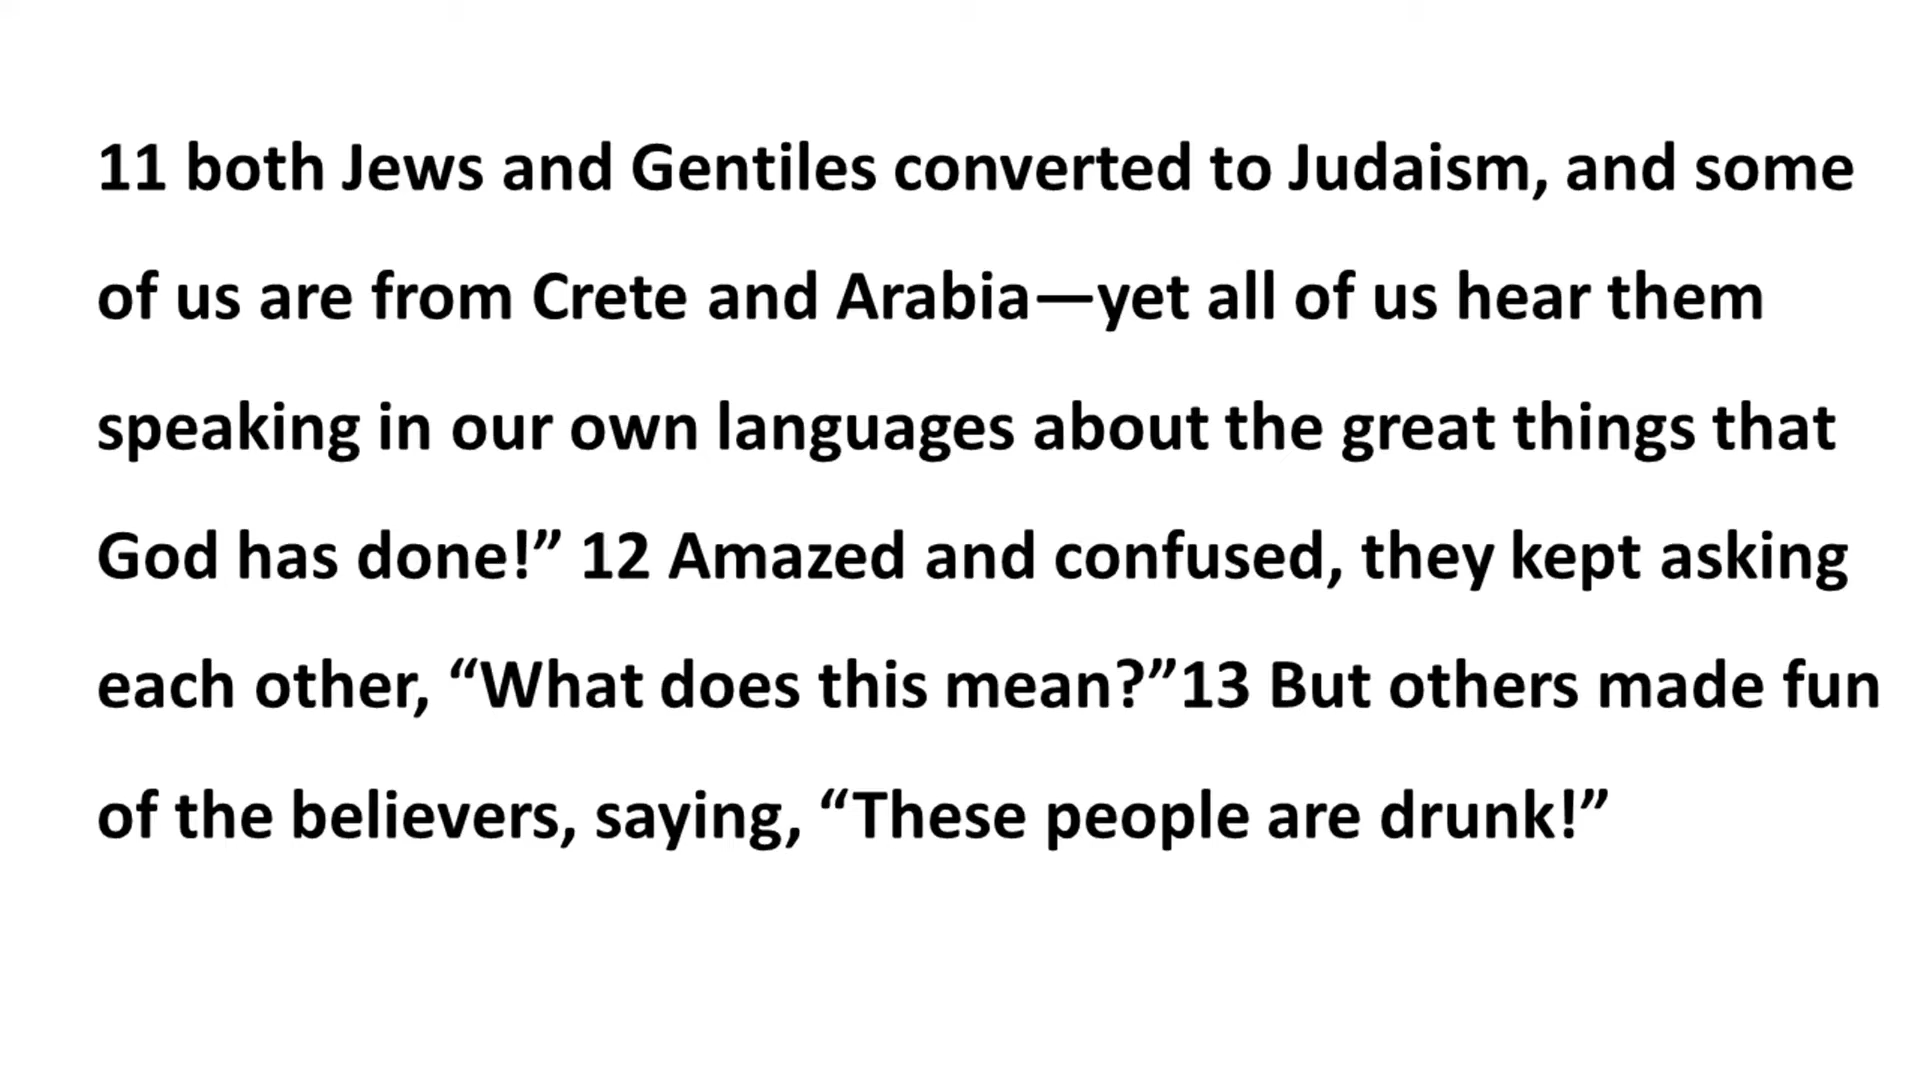 11 both Jews and Gentiles converted to Judaism, and some
of us are from Crete and Arabia—yet all of us hear them
speaking in our own languages about the great things that
God has done!” 12 Amazed and confused, they kept asking
each other, “What does this mean?”13 But others made fun
of the believers, saying, “These people are drunk!”